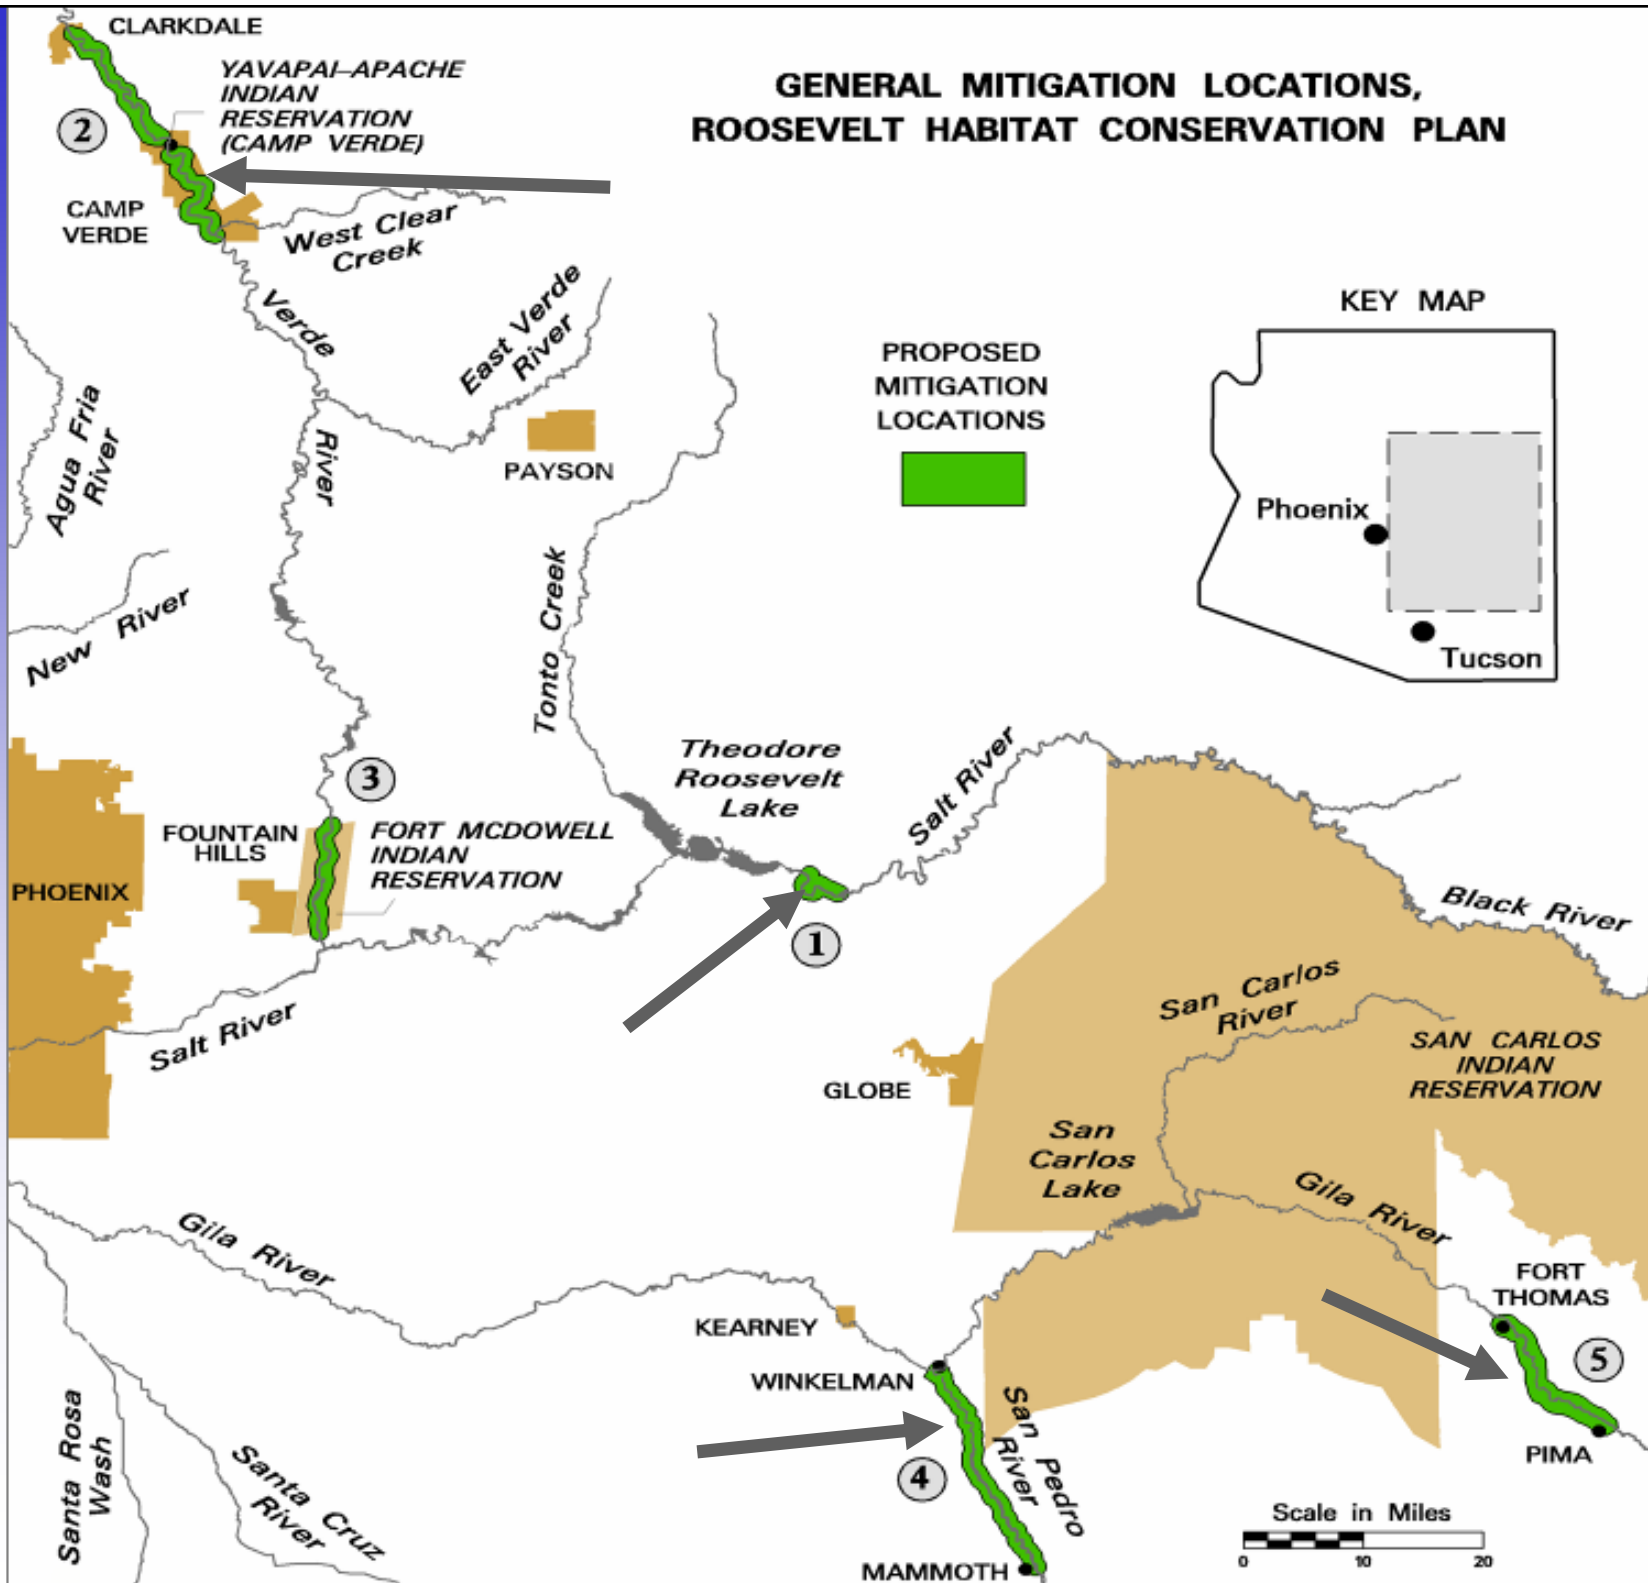 GENERAL MITIGATION LOCATIONS,
ROOSEVELT HABITAT CONSERVATION PLAN
CLARKDALE
YAVAPAI–APACHE
INDIAN
RESERVATION
(CAMP VERDE)
2
CAMP
VERDE
West Clear
Creek
Verde
River
East Verde
River
PAYSON
Agua Fria
River
New River
Tonto Creek
PROPOSED
MITIGATION
LOCATIONS
KEY MAP
Phoenix
Tucson
Theodore
Roosevelt
Lake
Salt River
3
FOUNTAIN
HILLS
FORT MCDOWELL
INDIAN
RESERVATION
PHOENIX
1
Salt River
Black River
San Carlos
River
SAN CARLOS
INDIAN
RESERVATION
GLOBE
San
Carlos
Lake
Gila River
Gila River
FORT
THOMAS
5
PIMA
KEARNEY
WINKELMAN
San Pedro
River
4
MAMMOTH
Santa Rosa
Wash
Santa Cruz
River
Scale in Miles
0 10 20